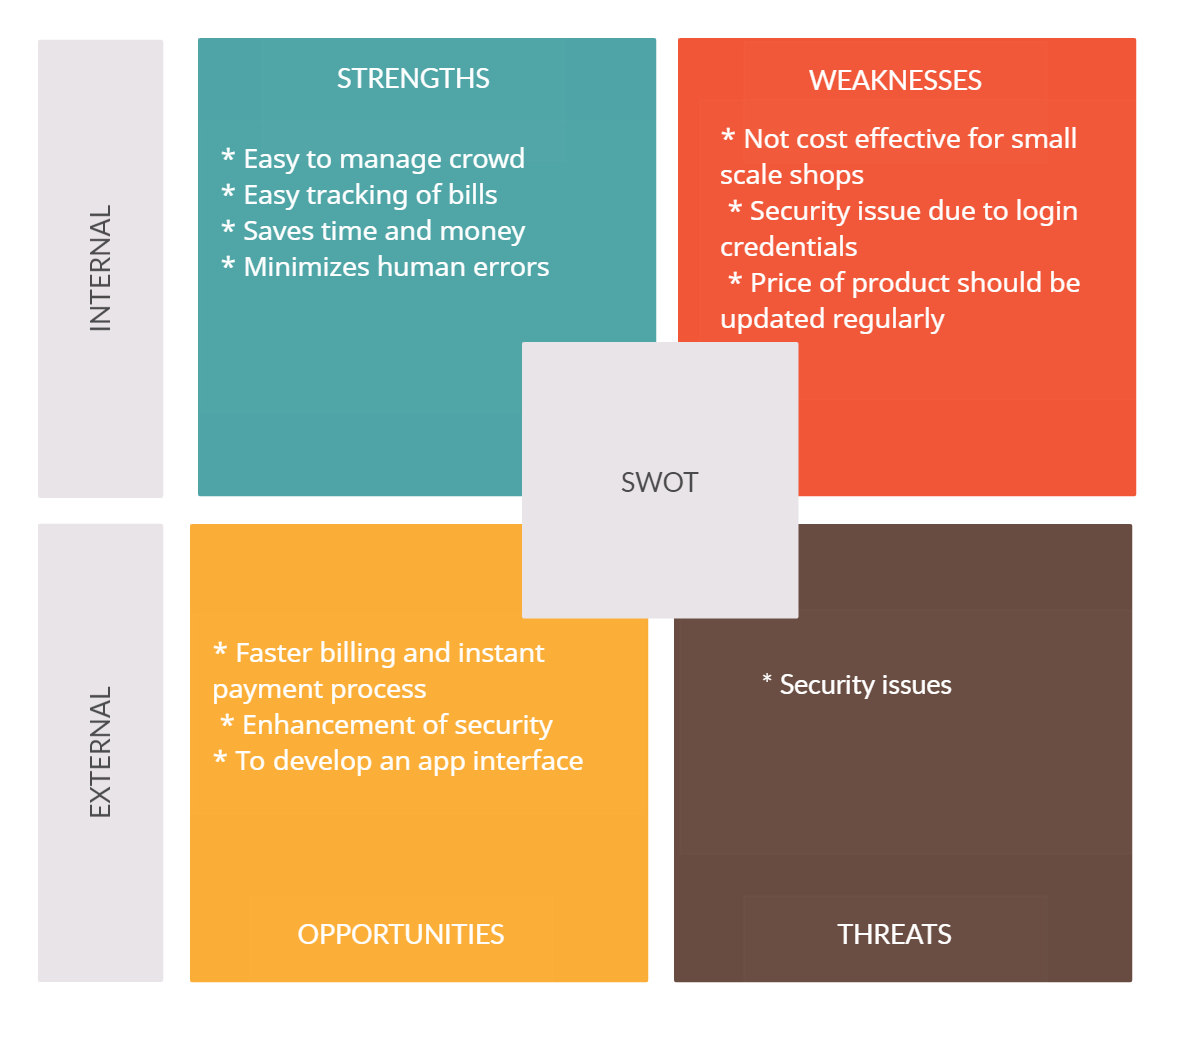 INTERNAL
STRENGTHS
* Easy to manage crowd
* Easy tracking of bills
* Saves time and money
* Minimizes human errors
WEAKNESSES
* Not cost effective for small
scale shops
* Security issue due to login
credentials
* Price of product should be
updated regularly
SWOT
EXTERNAL
* Faster billing and instant
payment process
* Enhancement of security
* To develop an app interface
OPPORTUNITIES
* Security issues
THREATS